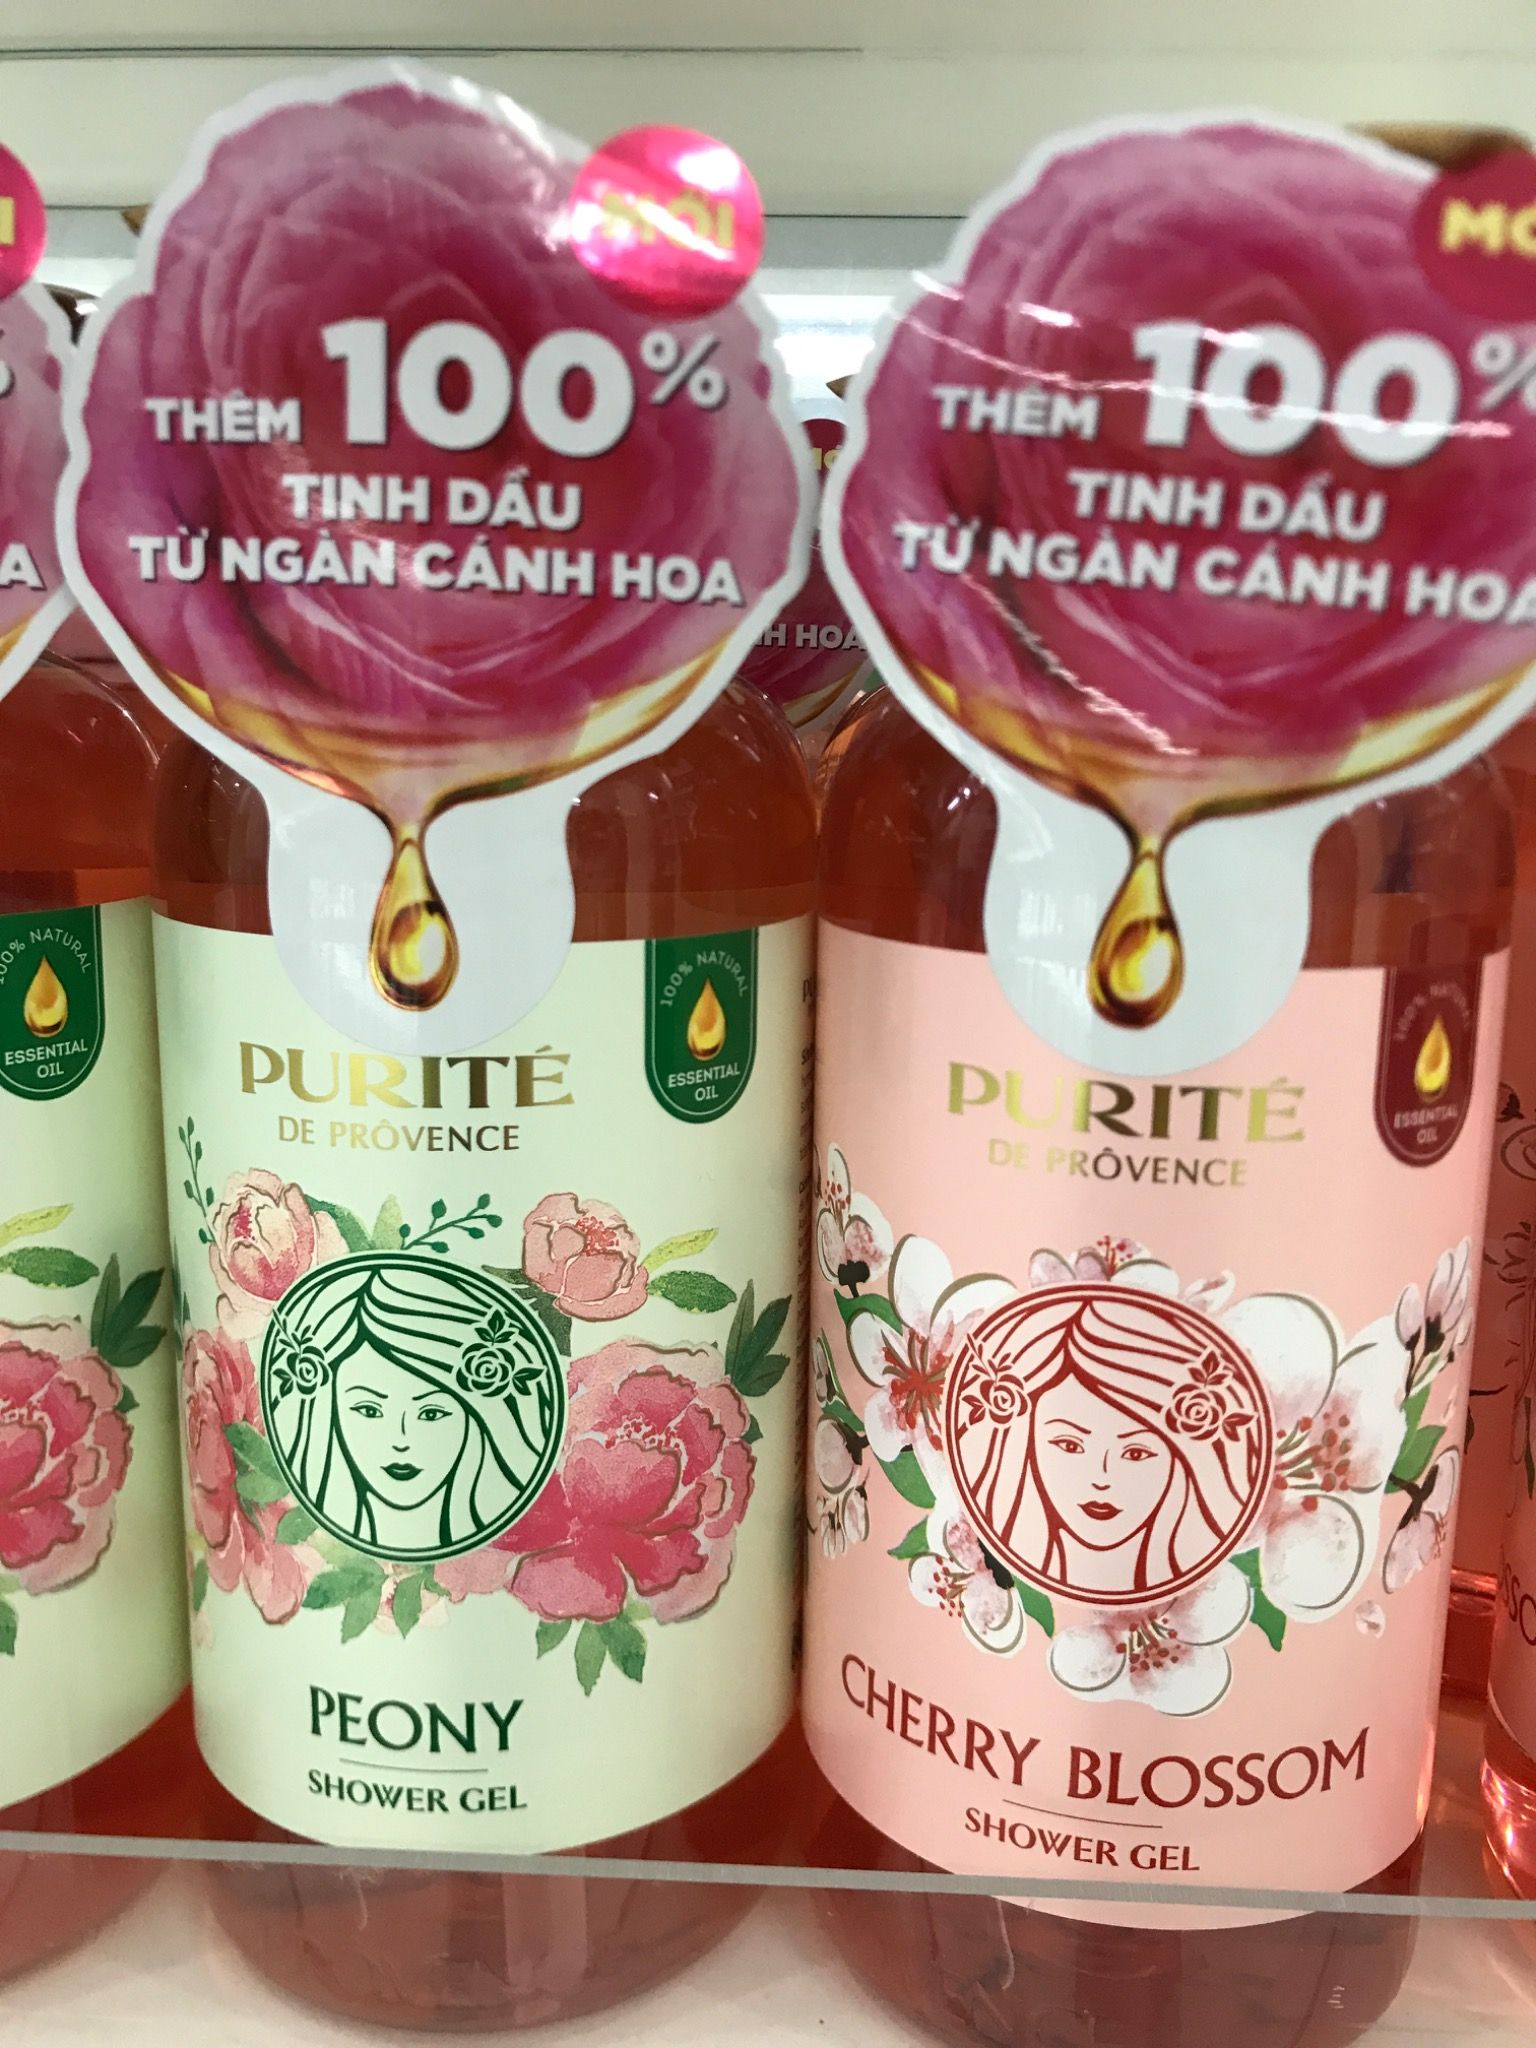 MỚI
THÊM 100%
TINH DẦU
TỪ NGÀN CÁNH HOA
100% NATURAL
ESSENTIAL
OIL
PURITÉ
DE PRÔVENCE
PEONY
SHOWER GEL
THÊM 100%
TINH DẦU
TỪ NGÀN CÁNH HOA
100% NATURAL
ESSENTIAL
OIL
PURITÉ
DE PRÔVENCE
CHERRY BLOSSOM
SHOWER GEL
100% NATURAL
ESSENTIAL
OIL